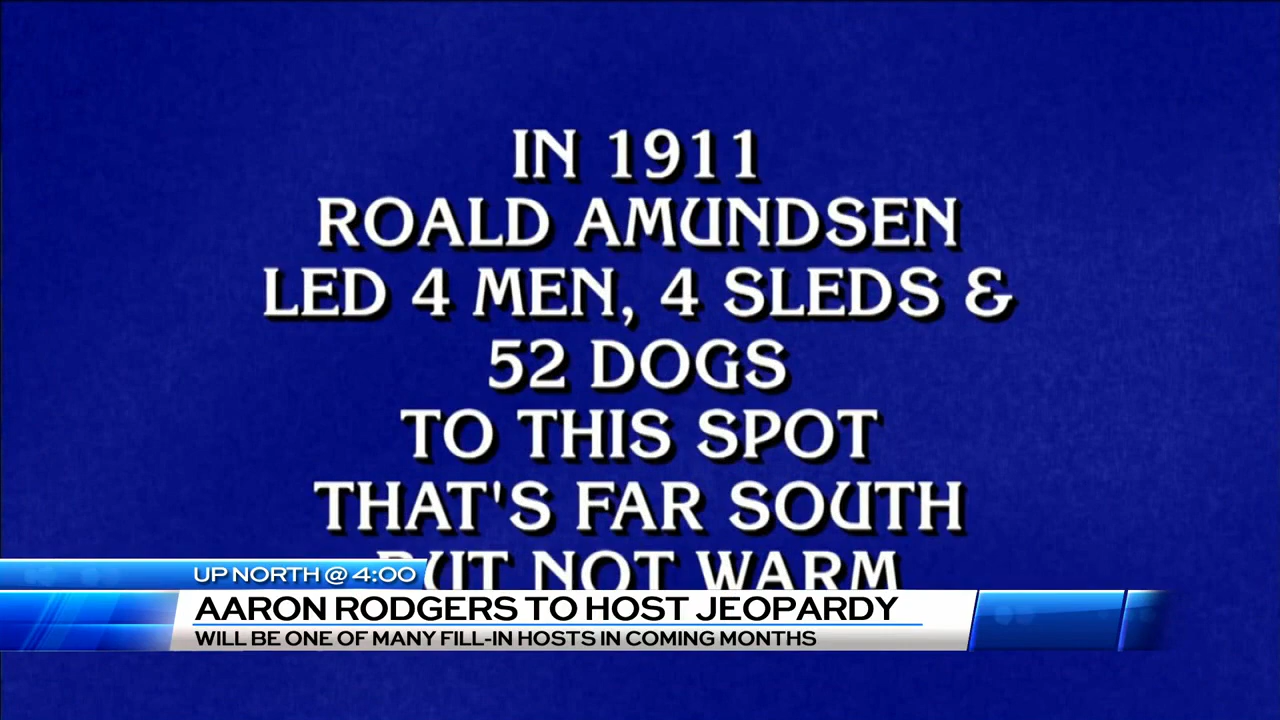 IN 1911
ROALD AMUNDSEN
LED 4 MEN, 4 SLEDS &
52 DOGS
TO THIS SPOT
THAT'S FAR SOUTH
BUT NOT WARM
UP NORTH @ 4:00
AARON RODGERS TO HOST JEOPARDY
WILL BE ONE OF MANY FILL-IN HOSTS IN COMING MONTHS